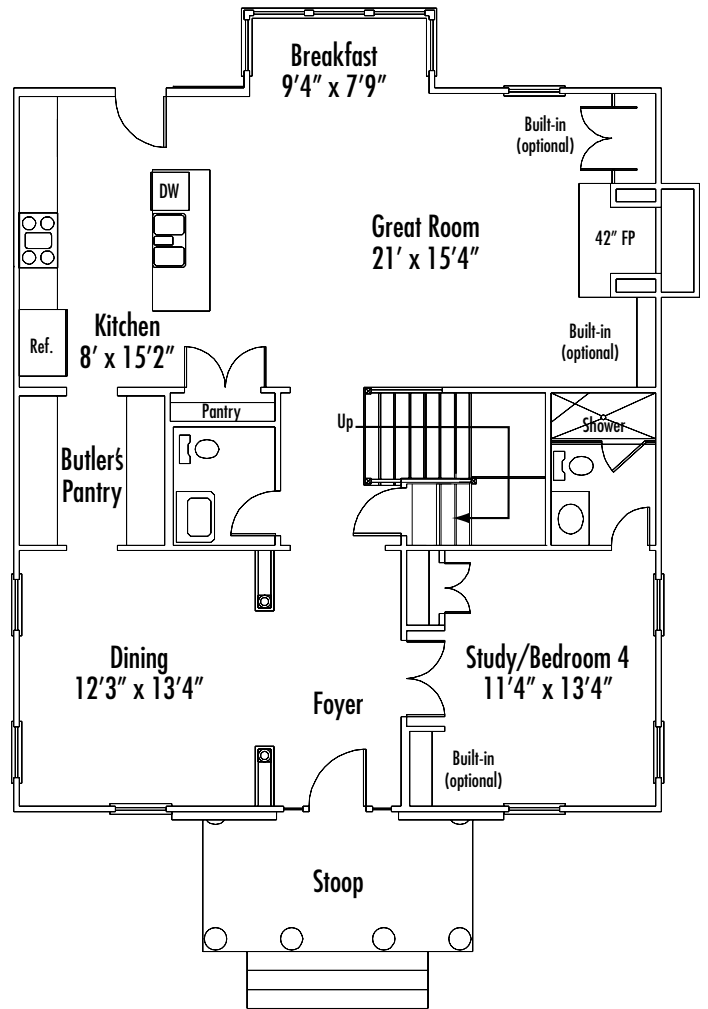 Breakfast
9’4” x 7’9”
Built-in
(optional)
DW
Great Room
21’ x 15’4”
42” FP
Kitchen
8’ x 15’2”
Ref.
Built-in
(optional)
Pantry
Up
Shower
Butler's
Pantry
Dining
12’3” x 13’4”
Study/Bedroom 4
11’4” x 13’4”
Foyer
Built-in
(optional)
Stoop